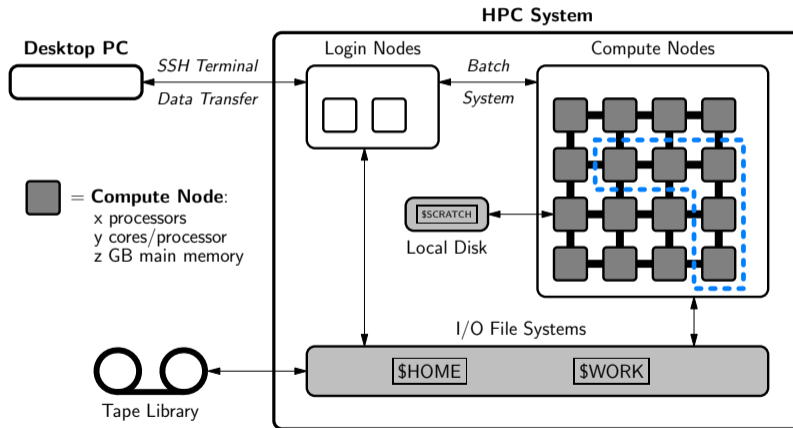 HPC System
Desktop PC
Login Nodes
Compute Nodes
SSH Terminal
Data Transfer
Batch
System
= Compute Node:
x processors
y cores/processor
z GB main memory
$SCRATCH
Local Disk
I/O File Systems
$HOME
$WORK
Tape Library